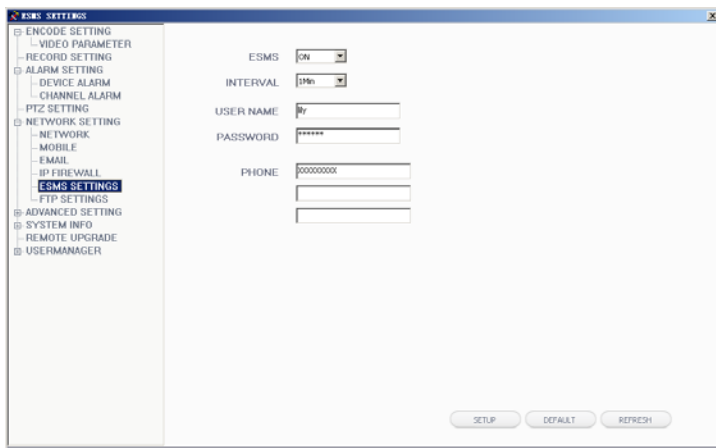 ESMS SETTINGS
ENCODE SETTING
VIDEO PARAMETER
RECORD SETTING
ALARM SETTING
DEVICE ALARM
CHANNEL ALARM
PTZ SETTING
NETWORK SETTING
NETWORK
MOBILE
EMAIL
IP FIREWALL
ESMS SETTINGS
FTP SETTINGS
ADVANCED SETTING
SYSTEM INFO
REMOTE UPGRADE
USERMANAGER
ESMS ON
INTERVAL 1Min
USER NAME My
PASSWORD ******
PHONE XXXXXXXXX
SETUP DEFAULT REFRESH